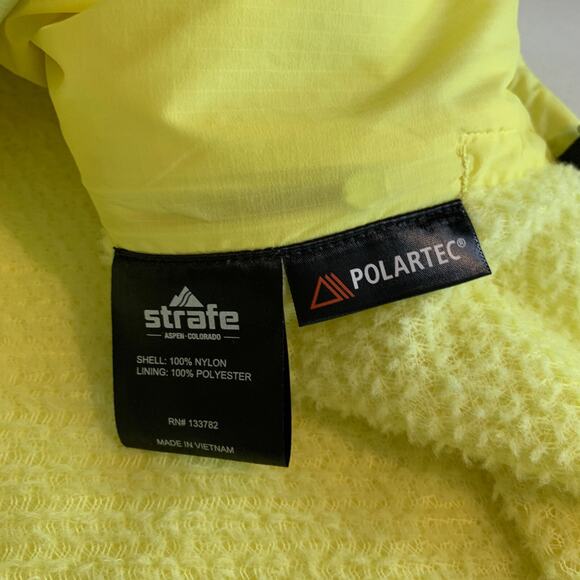 strafe
ASPEN-COLORADO
SHELL: 100% NYLON
LINING: 100% POLYESTER
RN# 133782
MADE IN VIETNAM
POLARTEC®